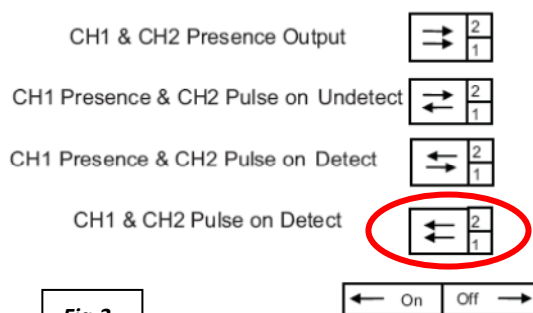 CH1 & CH2 Presence Output
2
1
CH1 Presence & CH2 Pulse on Undetect
2
1
CH1 Presence & CH2 Pulse on Detect
2
1
CH1 & CH2 Pulse on Detect
2
1
On Off